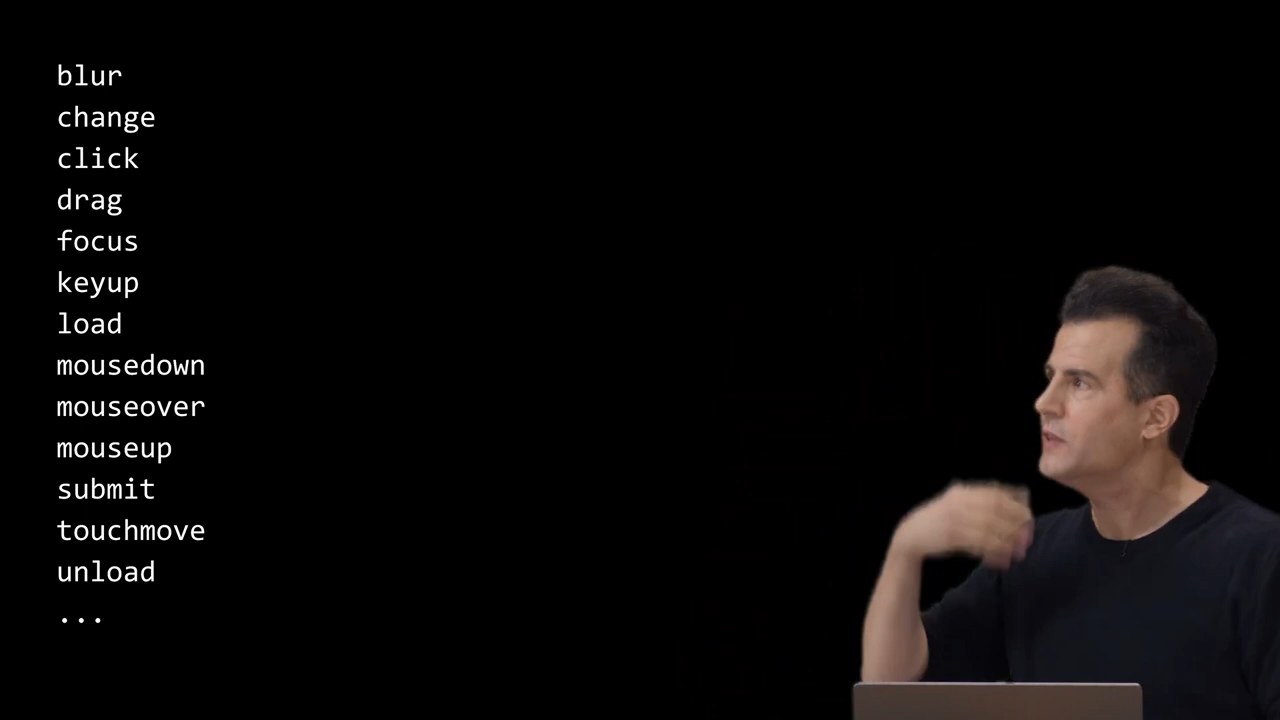 blur
change
click
drag
focus
keyup
load
mousedown
mouseover
mouseup
submit
touchmove
unload
...